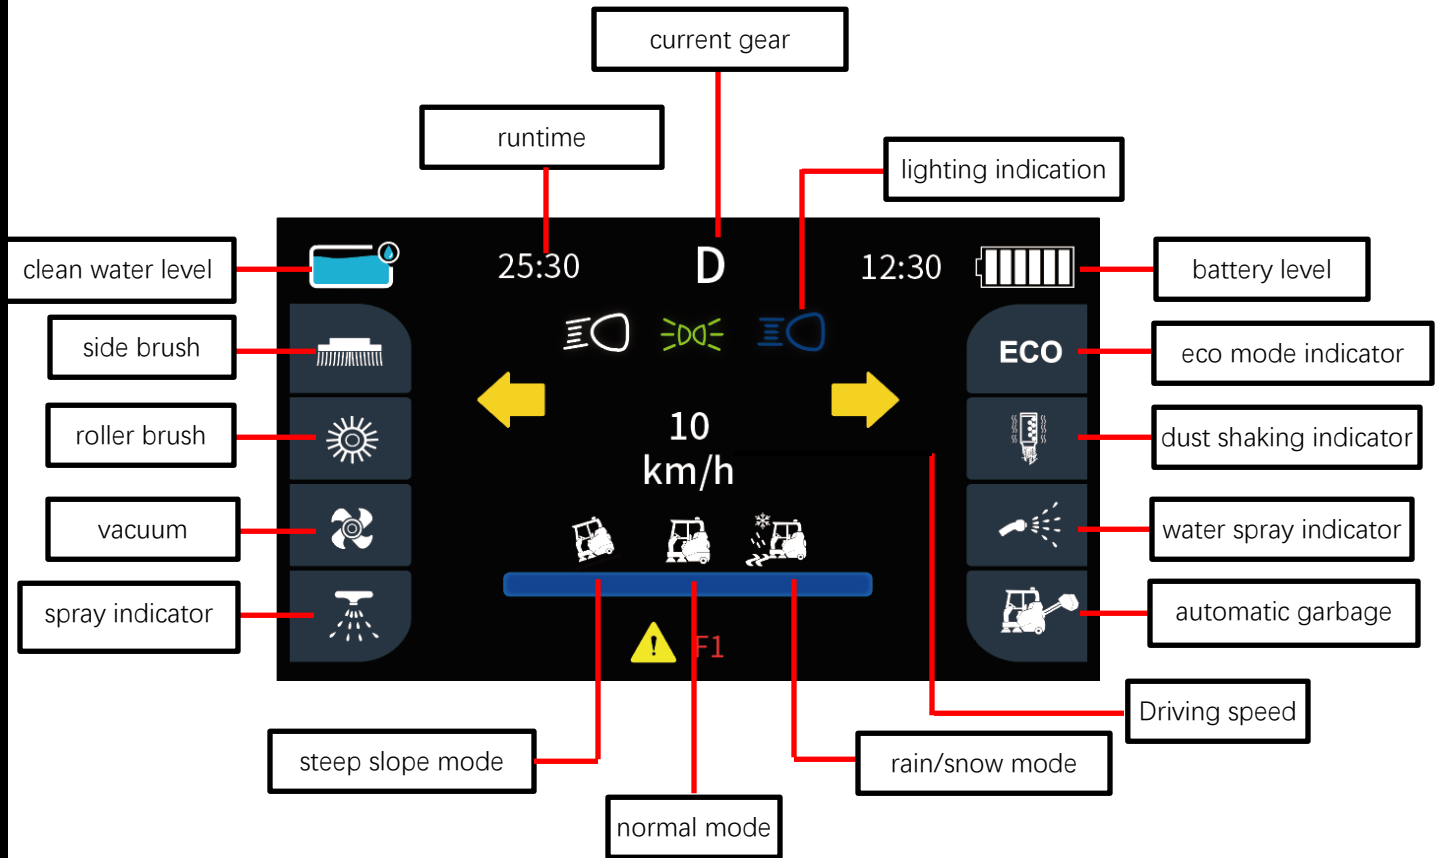 current gear
runtime
lighting indication
clean water level
25:30
D
12:30
battery level
side brush
ECO
eco mode indicator
roller brush
10
km/h
dust shaking indicator
vacuum
water spray indicator
spray indicator
automatic garbage
F1
Driving speed
steep slope mode
rain/snow mode
normal mode